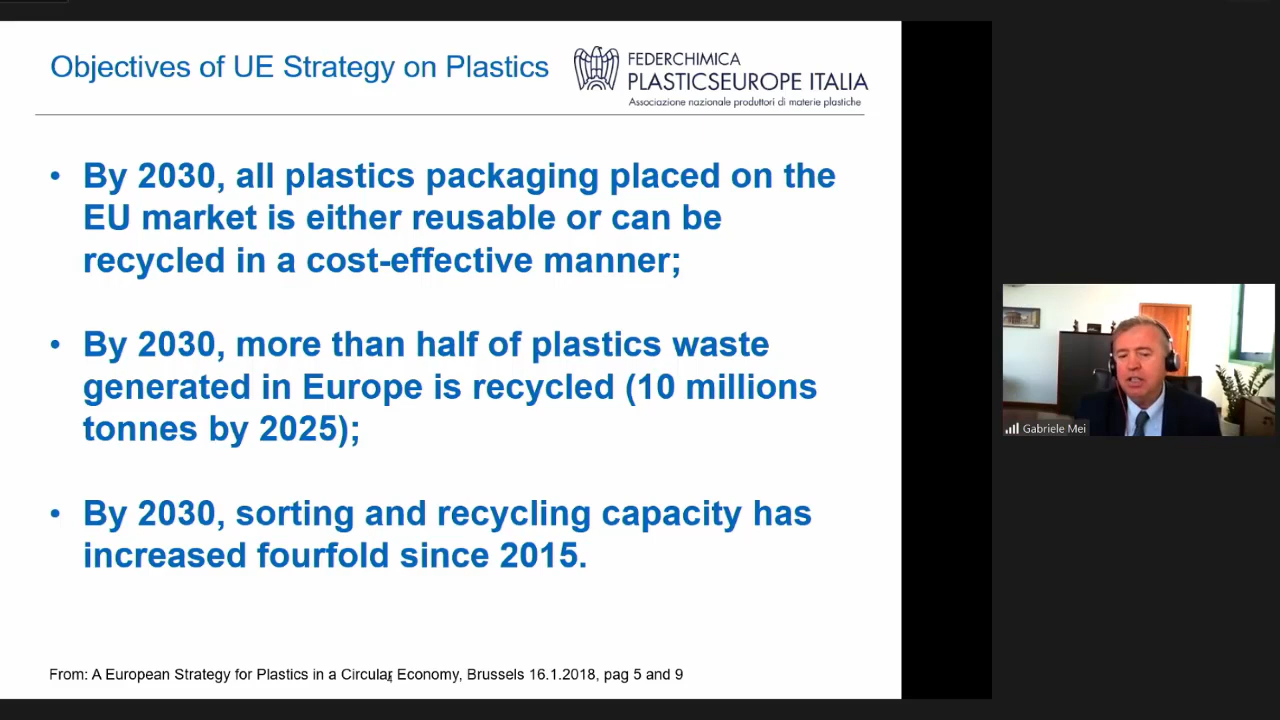 Objectives of UE Strategy on Plastics
FEDERCHIMICA
PLASTICSEUROPE ITALIA
Associazione nazionale produttori di materie plastiche
• By 2030, all plastics packaging placed on the
EU market is either reusable or can be
recycled in a cost-effective manner;
• By 2030, more than half of plastics waste
generated in Europe is recycled (10 millions
tonnes by 2025);
• By 2030, sorting and recycling capacity has
increased fourfold since 2015.
From: A European Strategy for Plastics in a Circular Economy, Brussels 16.1.2018, pag 5 and 9
Gabriele Mei